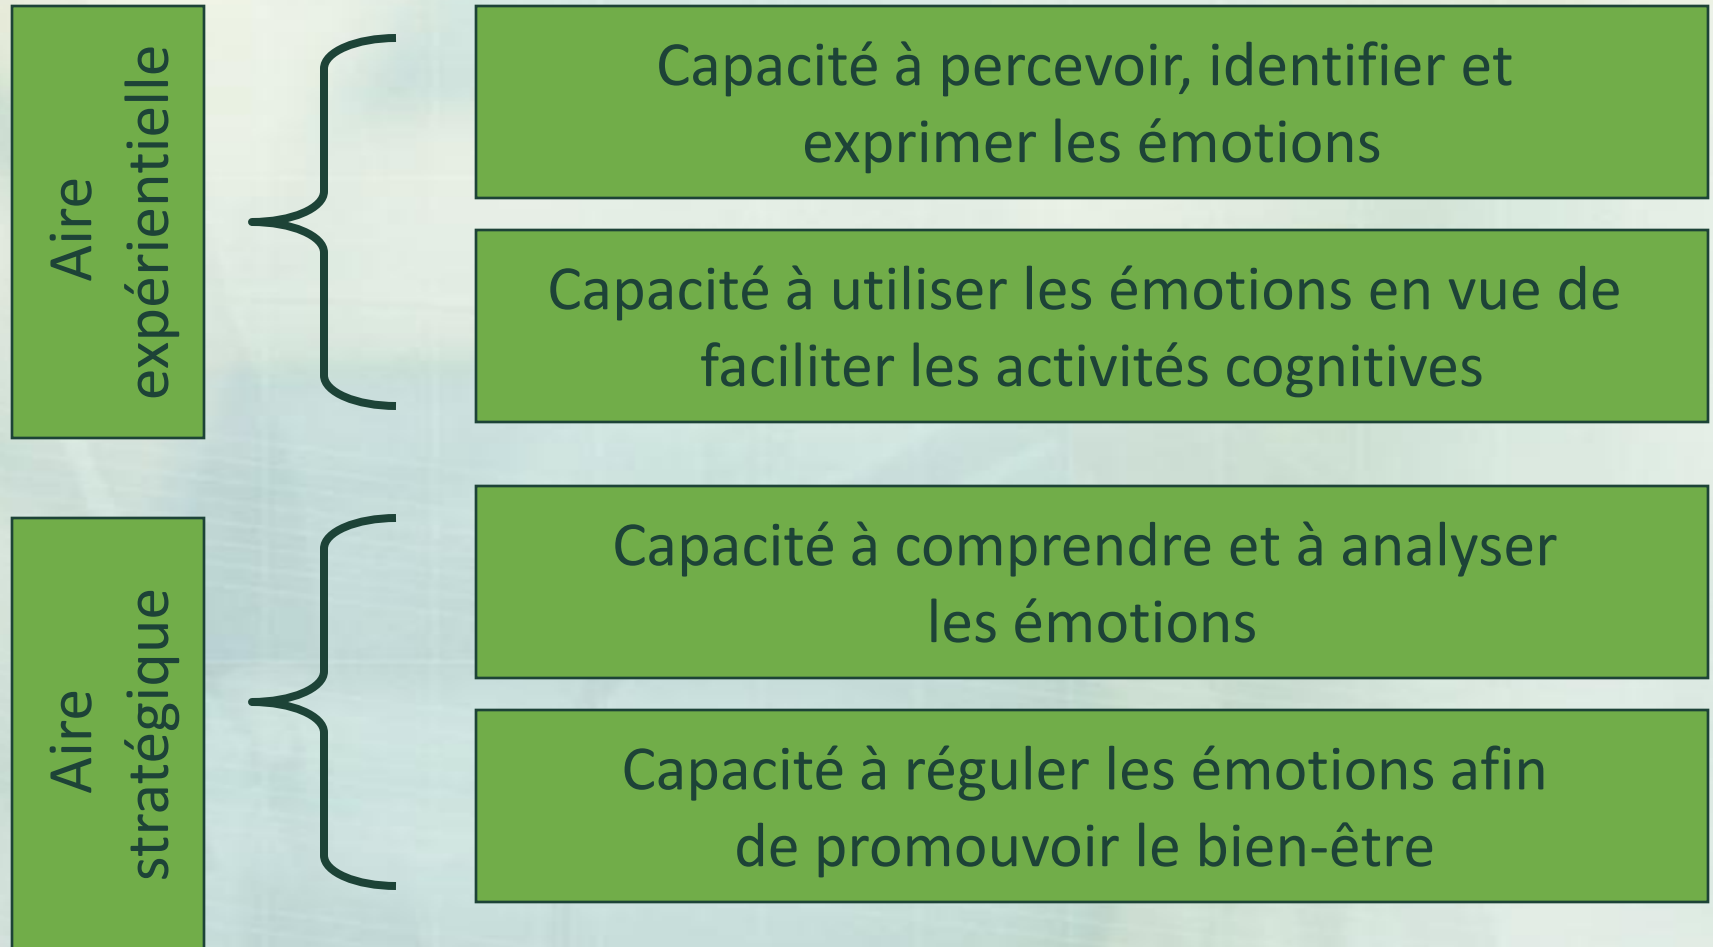 Aire
expérientielle
Capacité à percevoir, identifier et
exprimer les émotions
Capacité à utiliser les émotions en vue de
faciliter les activités cognitives
Aire
stratégique
Capacité à comprendre et à analyser
les émotions
Capacité à réguler les émotions afin
de promouvoir le bien-être